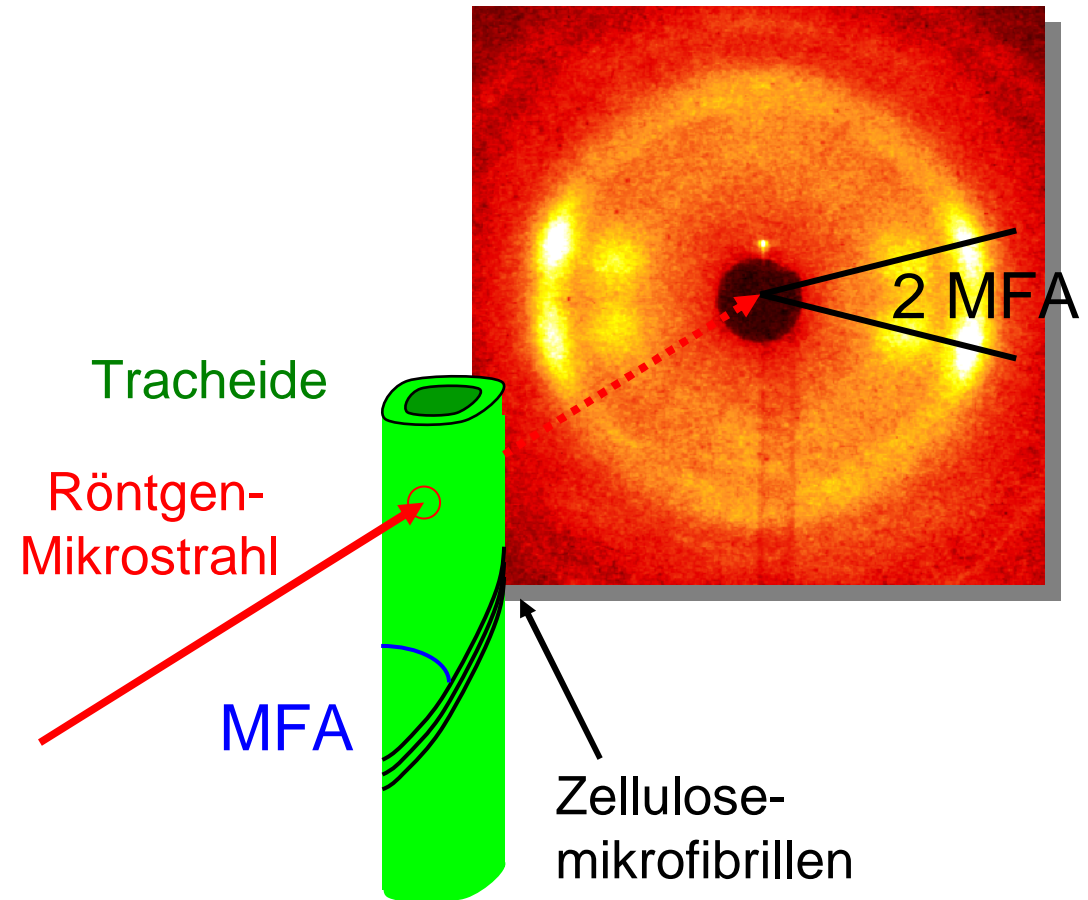 2 MFA
Tracheide
Röntgen-
Mikrostrahl
MFA
Zellulose-
mikrofibrillen